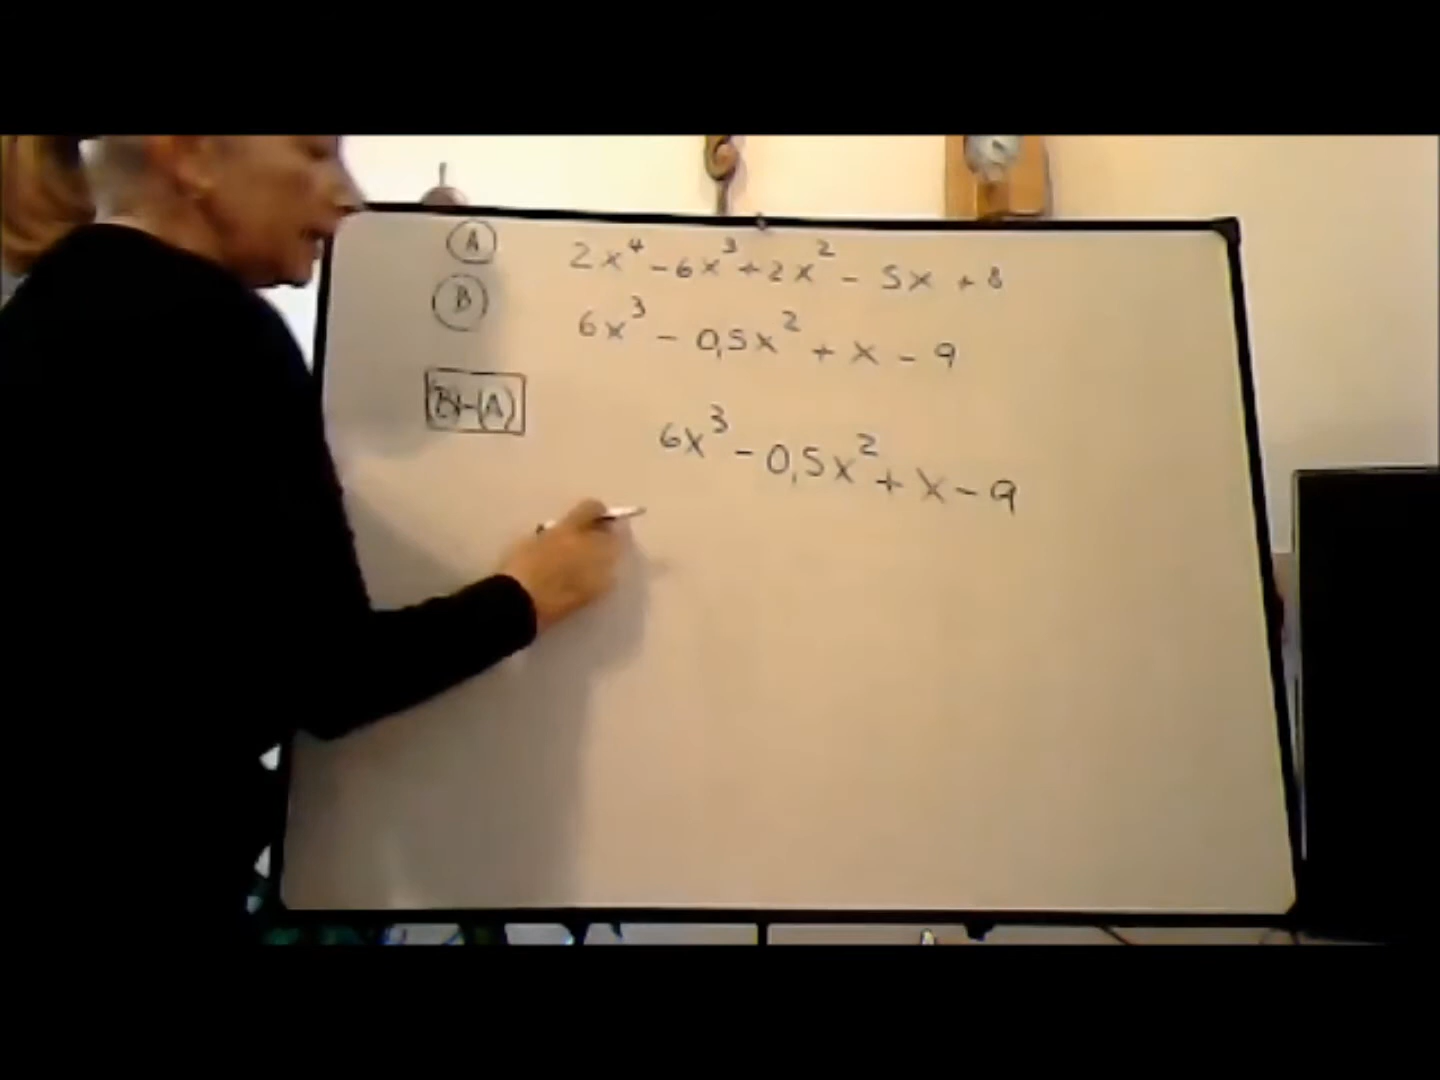 A 2x⁴ - 6x³ + 2x² - 5x + 8
B 6x³ - 0,5x² + x - 9
B+(A) 6x³ - 0,5x² + x - 9